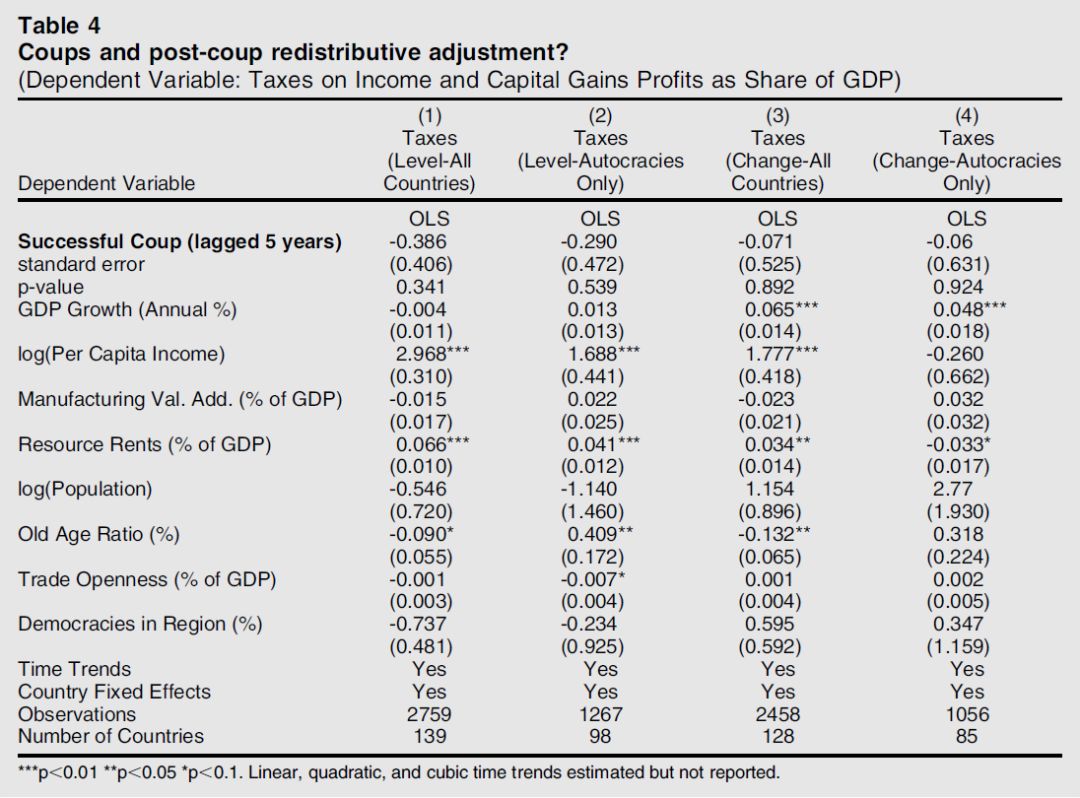 Table 4
Coups and post-coup redistributive adjustment?
(Dependent Variable: Taxes on Income and Capital Gains Profits as Share of GDP)
(1) (2) (3) (4)
Taxes Taxes Taxes Taxes
(Level-All (Level-Autocracies (Change-All (Change-Autocracies
Dependent Variable Countries) Only) Countries) Only)
OLS OLS OLS OLS
Successful Coup (lagged 5 years) -0.386 -0.290 -0.071 -0.06
standard error (0.406) (0.472) (0.525) (0.631)
p-value 0.341 0.539 0.892 0.924
GDP Growth (Annual %) -0.004 0.013 0.065*** 0.048***
(0.011) (0.013) (0.014) (0.018)
log(Per Capita Income) 2.968*** 1.688*** 1.777*** -0.260
(0.310) (0.441) (0.418) (0.662)
Manufacturing Val. Add. (% of GDP) -0.015 0.022 -0.023 0.032
(0.017) (0.025) (0.021) (0.032)
Resource Rents (% of GDP) 0.066*** 0.041*** 0.034** -0.033*
(0.010) (0.012) (0.014) (0.017)
log(Population) -0.546 -1.140 1.154 2.77
(0.720) (1.460) (0.896) (1.930)
Old Age Ratio (%) -0.090* 0.409** -0.132** 0.318
(0.055) (0.172) (0.065) (0.224)
Trade Openness (% of GDP) -0.001 -0.007* 0.001 0.002
(0.003) (0.004) (0.004) (0.005)
Democracies in Region (%) -0.737 -0.234 0.595 0.347
(0.481) (0.925) (0.592) (1.159)
Time Trends Yes Yes Yes Yes
Country Fixed Effects Yes Yes Yes Yes
Observations 2759 1267 2458 1056
Number of Countries 139 98 128 85
***p<0.01 **p<0.05 *p<0.1. Linear, quadratic, and cubic time trends estimated but not reported.